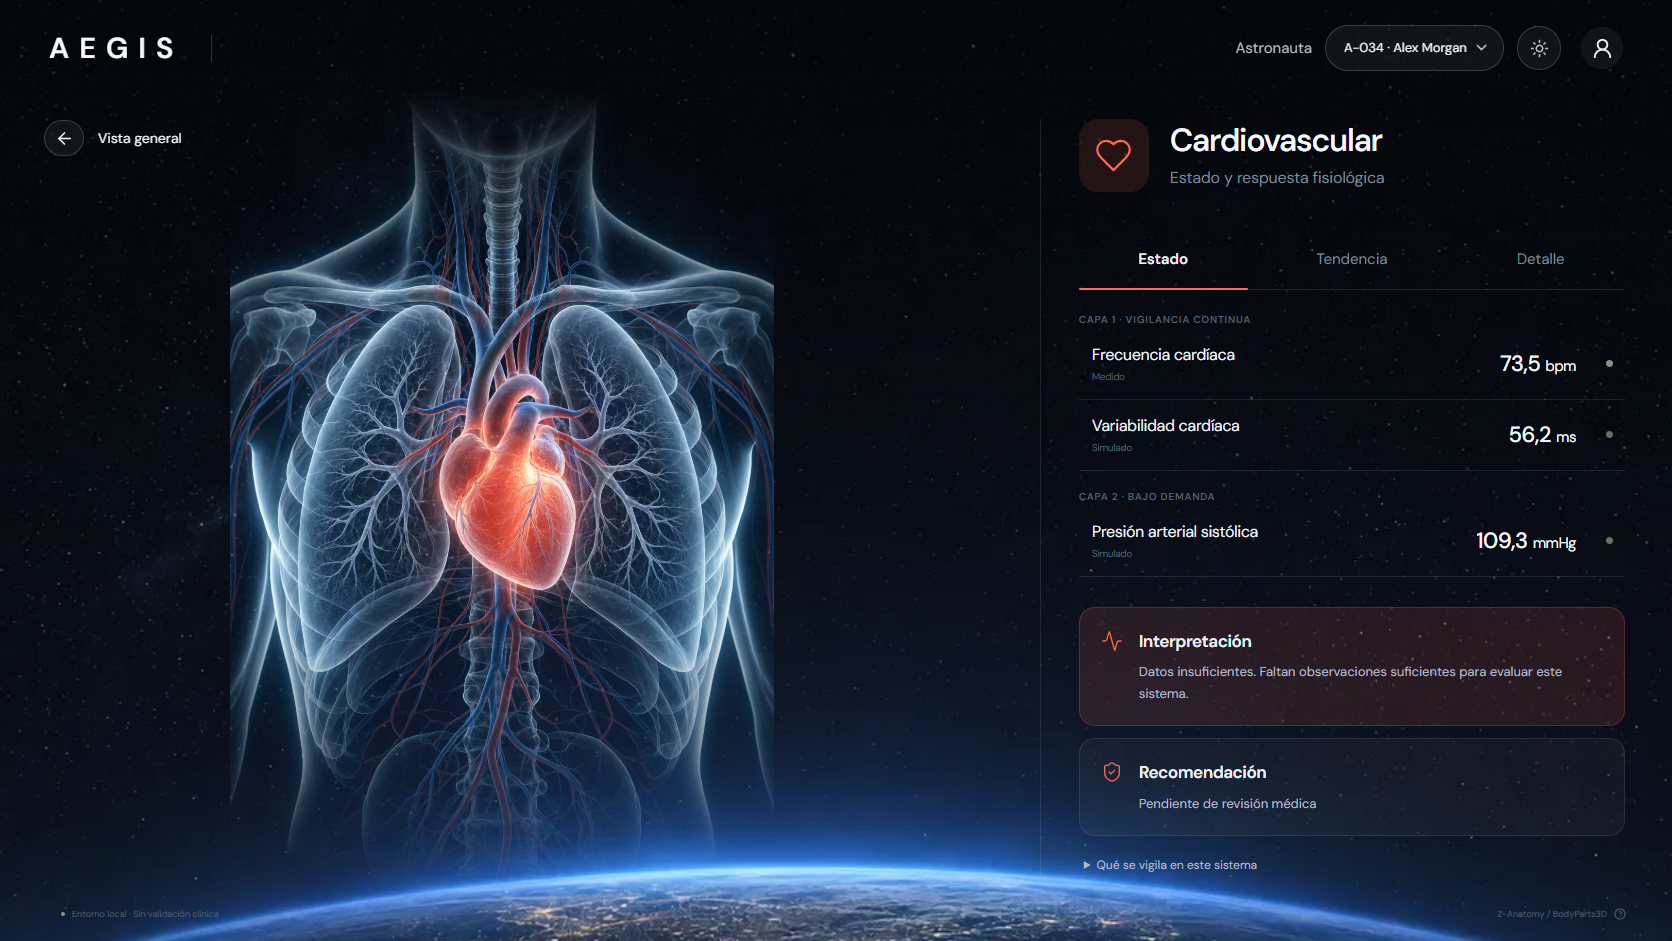 AEGIS
Astronauta
A-034 · Alex Morgan
Vista general
Cardiovascular
Estado y respuesta fisiológica
Estado
Tendencia
Detalle
CAPA 1 · VIGILANCIA CONTINUA
Frecuencia cardíaca
73,5 bpm
Medido
Variabilidad cardíaca
56,2 ms
Simulado
CAPA 2 · BAJO DEMANDA
Presión arterial sistólica
109,3 mmHg
Simulado
Interpretación
Datos insuficientes. Faltan observaciones suficientes para evaluar este
sistema.
Recomendación
Pendiente de revisión médica
Qué se vigila en este sistema
Entorno local · Sin validación clínica
Z-Anatomy / BodyParts3D